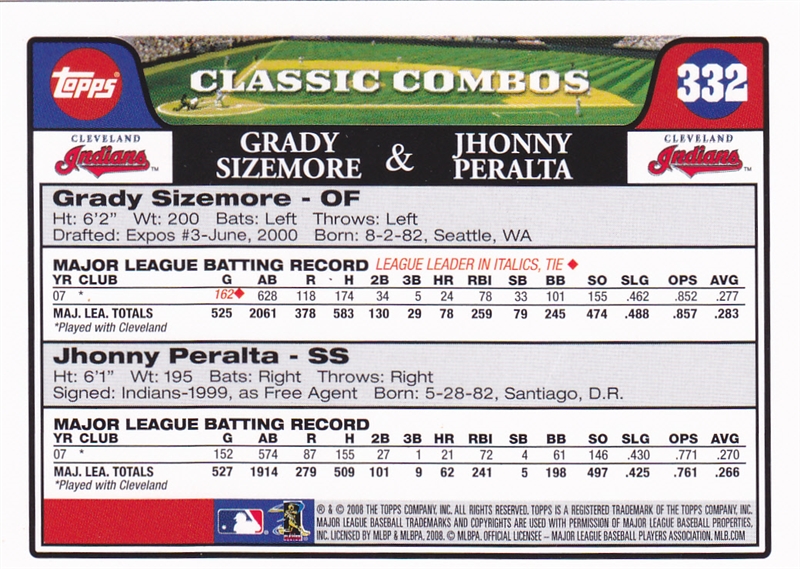 Topps
CLASSIC COMBOS
332
CLEVELAND
Indians™
GRADY SIZEMORE & JHONNY PERALTA
CLEVELAND
Indians™
Grady Sizemore - OF
Ht: 6'2" Wt: 200 Bats: Left Throws: Left
Drafted: Expos #3-June, 2000 Born: 8-2-82, Seattle, WA
MAJOR LEAGUE BATTING RECORD LEAGUE LEADER IN ITALICS, TIE ♦
YR CLUB G AB R H 2B 3B HR RBI SB BB SO SLG OPS AVG
07 * 162♦ 628 118 174 34 5 24 78 33 101 155 .462 .852 .277
MAJ. LEA. TOTALS 525 2061 378 583 130 29 78 259 79 245 474 .488 .857 .283
*Played with Cleveland
Jhonny Peralta - SS
Ht: 6'1" Wt: 195 Bats: Right Throws: Right
Signed: Indians-1999, as Free Agent Born: 5-28-82, Santiago, D.R.
MAJOR LEAGUE BATTING RECORD
YR CLUB G AB R H 2B 3B HR RBI SB BB SO SLG OPS AVG
07 * 152 574 87 155 27 1 21 72 4 61 146 .430 .771 .270
MAJ. LEA. TOTALS 527 1914 279 509 101 9 62 241 5 198 497 .425 .761 .266
*Played with Cleveland
® & © 2008 THE TOPPS COMPANY, INC. ALL RIGHTS RESERVED. TOPPS IS A REGISTERED TRADEMARK OF THE TOPPS COMPANY, INC.
MAJOR LEAGUE BASEBALL TRADEMARKS AND COPYRIGHTS ARE USED WITH PERMISSION OF MAJOR LEAGUE BASEBALL PROPERTIES,
INC. LICENSED BY MLBP & MLBPA. 2008. © MLBPA. OFFICIAL LICENSEE – MAJOR LEAGUE BASEBALL PLAYERS ASSOCIATION. MLB.COM